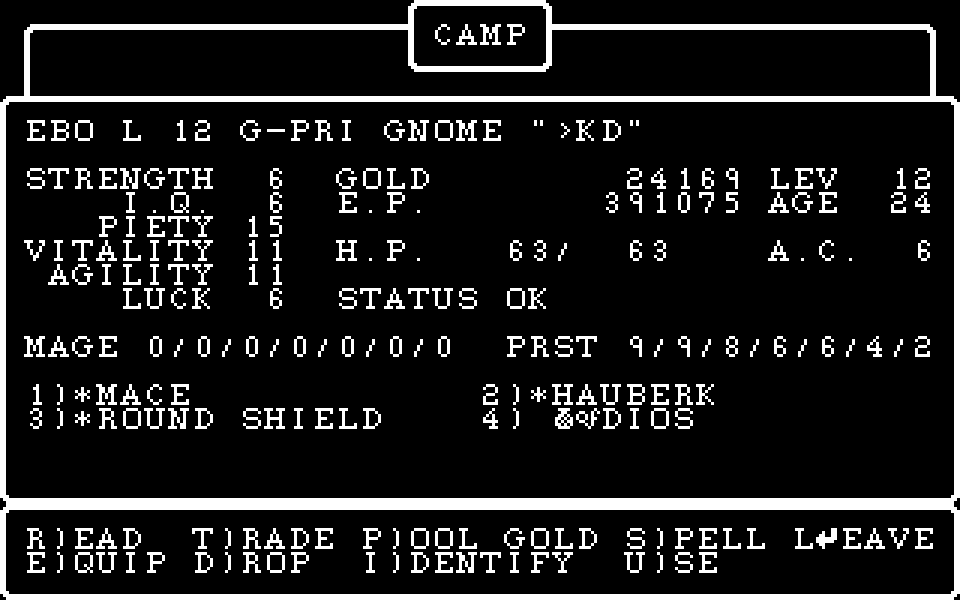 CAMP
EBO L 12 G-PRI GNOME ">KD"
STRENGTH 6 GOLD 24169 LEV 12
I.Q. 6 E.P. 391075 AGE 24
PIETY 15
VITALITY 11 H.P. 63/ 63 A.C. 6
AGILITY 11
LUCK 6 STATUS OK
MAGE 0/0/0/0/0/0/0 PRST 9/9/8/6/6/4/2
1)*MACE 2)*HAUBERK
3)*ROUND SHIELD 4) DIOS
R)EAD T)RADE P)OOL GOLD S)PELL L↵EAVE
E)QUIP D)ROP I)DENTIFY U)SE